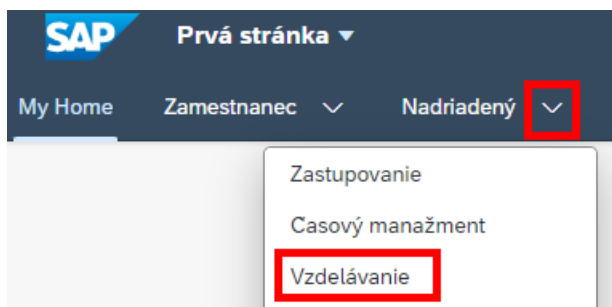 SAP Prvá stránka
My Home Zamestnanec Nadriadený
Zastupovanie
Casový manažment
Vzdelávanie